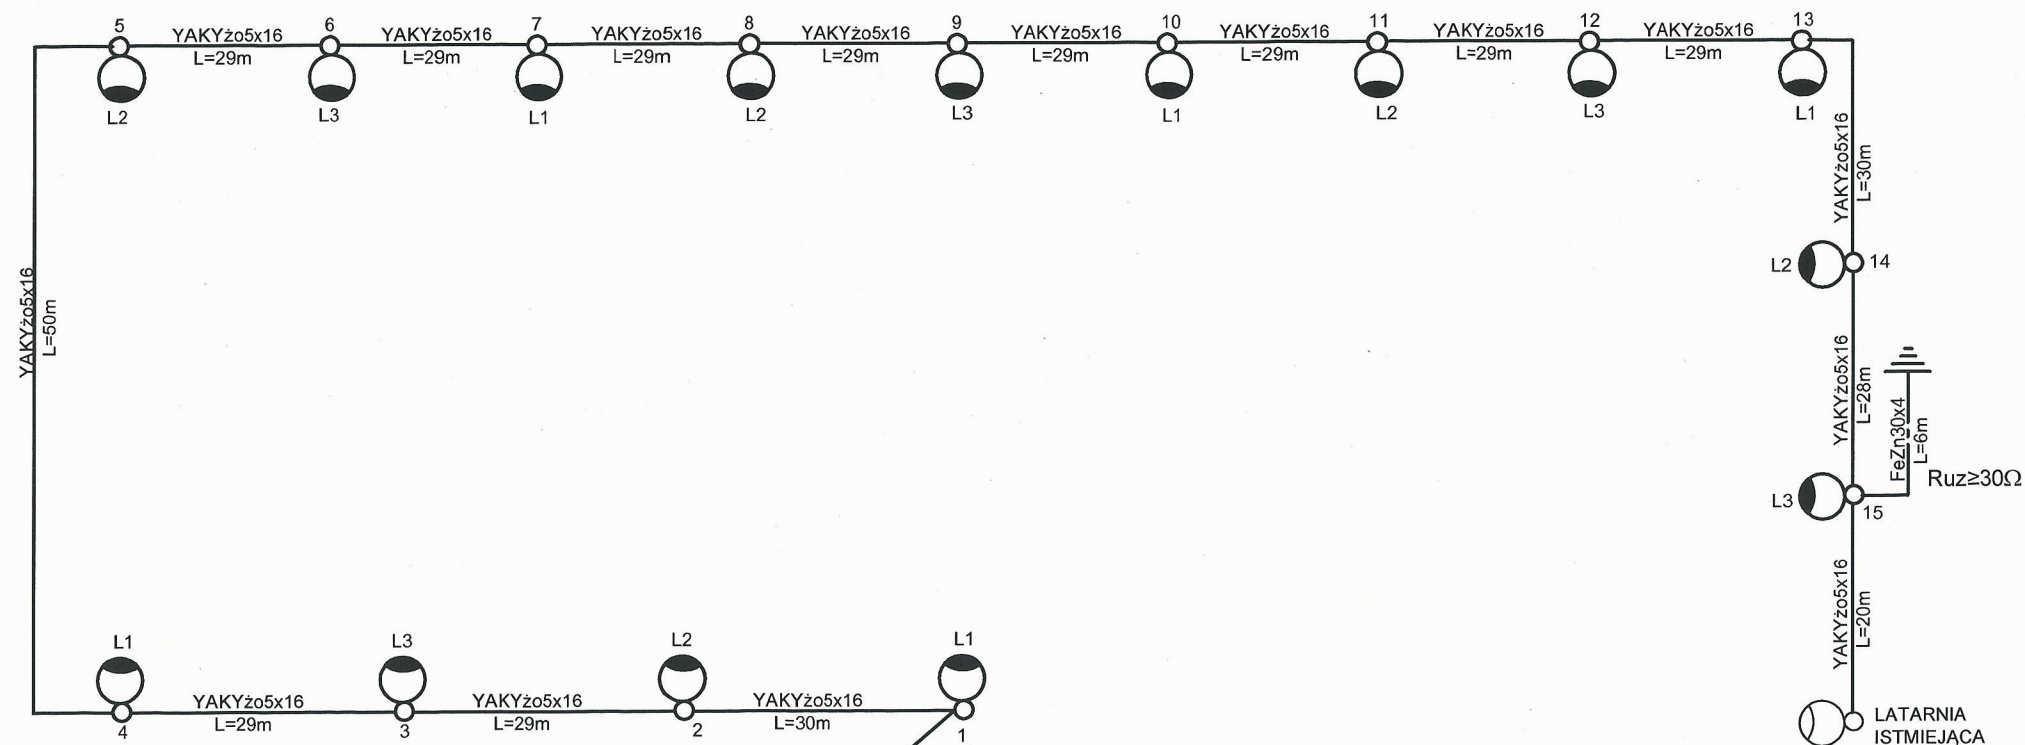 5
6
7
8
9
10
11
12
13
YAKYżo5x16
L=29m
YAKYżo5x16
L=29m
YAKYżo5x16
L=29m
YAKYżo5x16
L=29m
YAKYżo5x16
L=29m
YAKYżo5x16
L=29m
YAKYżo5x16
L=29m
YAKYżo5x16
L=29m
L2
L3
L1
L2
L3
L1
L2
L3
L1
YAKYżo5x16
L=30m
L2
14
YAKYżo5x16
L=50m
YAKYżo5x16
L=28m
FeZn30x4
L=6m
Ruz≥30Ω
L3
15
YAKYżo5x16
L=20m
L1
L3
L2
L1
YAKYżo5x16
L=29m
YAKYżo5x16
L=29m
YAKYżo5x16
L=30m
4
3
2
1
LATARNIA
ISTMIEJĄCA